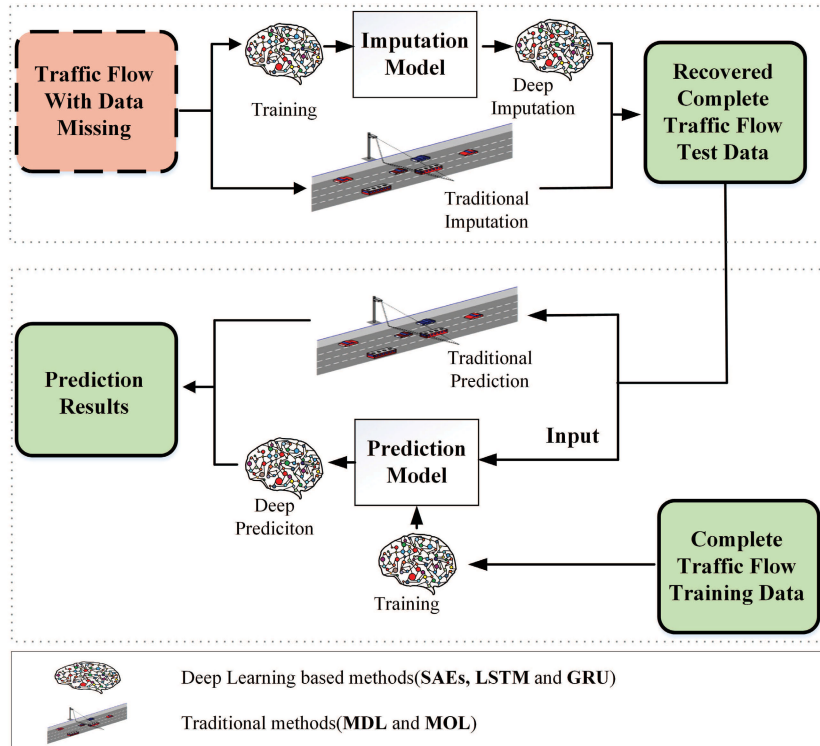 Traffic Flow
With Data
Missing
Training
Imputation
Model
Deep
Imputation
Traditional
Imputation
Recovered
Complete
Traffic Flow
Test Data
Prediction
Results
Traditional
Prediction
Input
Prediction
Model
Deep
Prediciton
Training
Complete
Traffic Flow
Training Data
Deep Learning based methods(SAEs, LSTM and GRU)
Traditional methods(MDL and MOL)